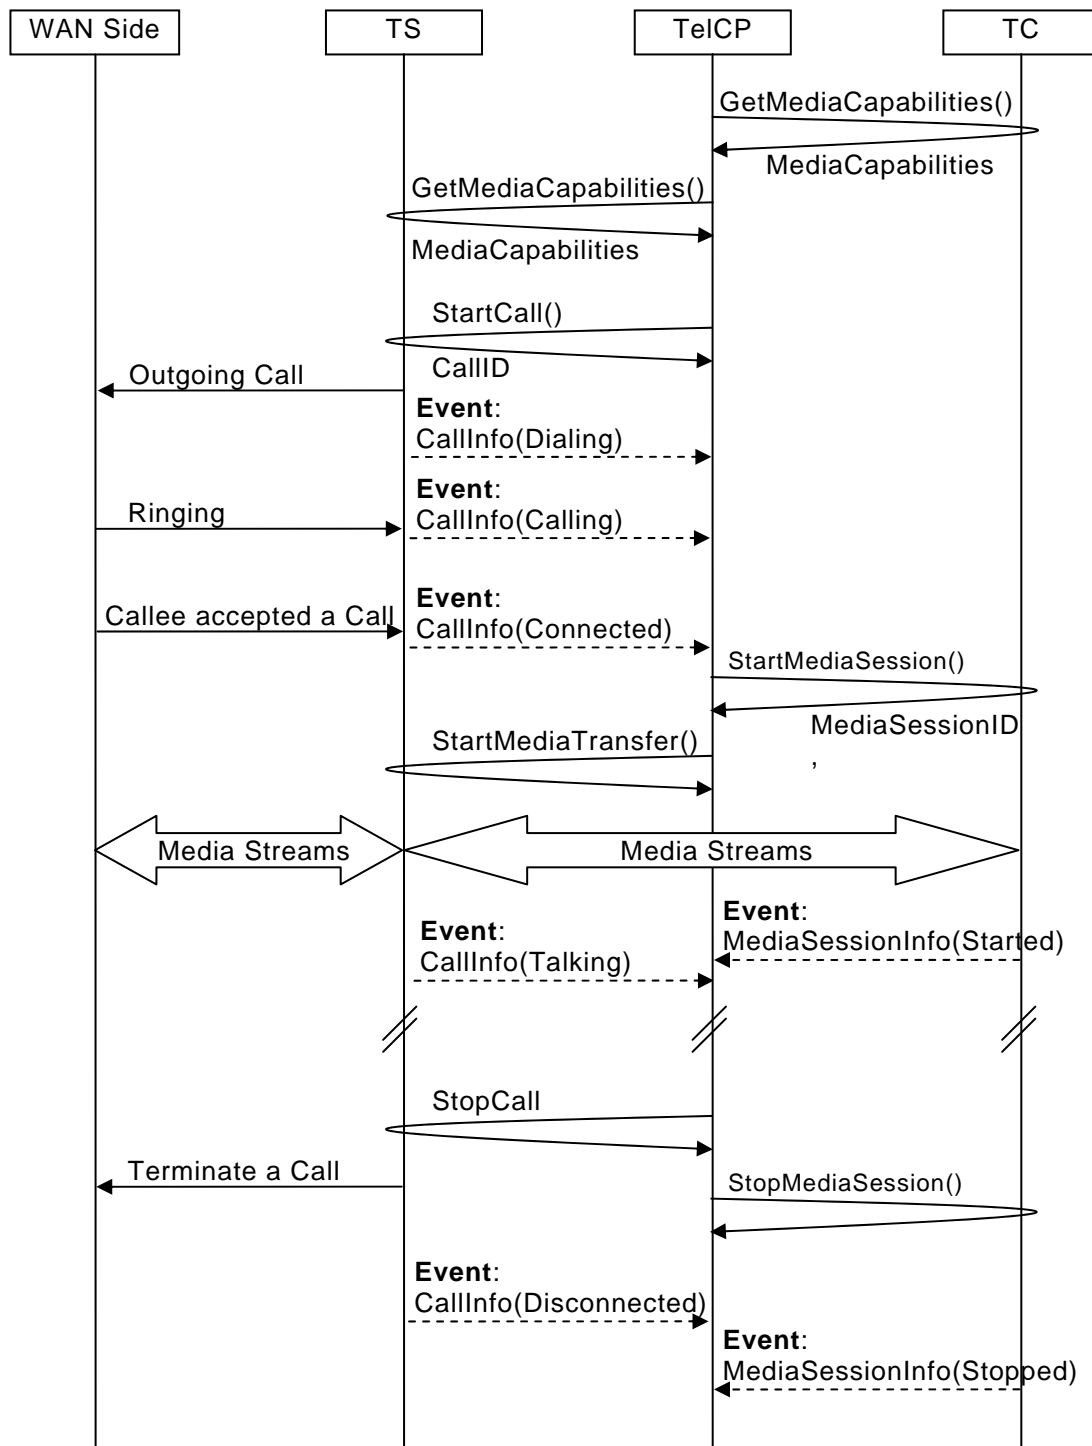 WAN Side
TS
TelCP
TC
GetMediaCapabilities()
MediaCapabilities
GetMediaCapabilities()
MediaCapabilities
StartCall()
CallID
Outgoing Call
Event:
CallInfo(Dialing)
Event:
CallInfo(Calling)
Ringing
Event:
CallInfo(Connected)
Callee accepted a Call
StartMediaSession()
MediaSessionID
,
StartMediaTransfer()
Media Streams
Media Streams
Event:
MediaSessionInfo(Started)
Event:
CallInfo(Talking)
StopCall
Terminate a Call
StopMediaSession()
Event:
CallInfo(Disconnected)
Event:
MediaSessionInfo(Stopped)